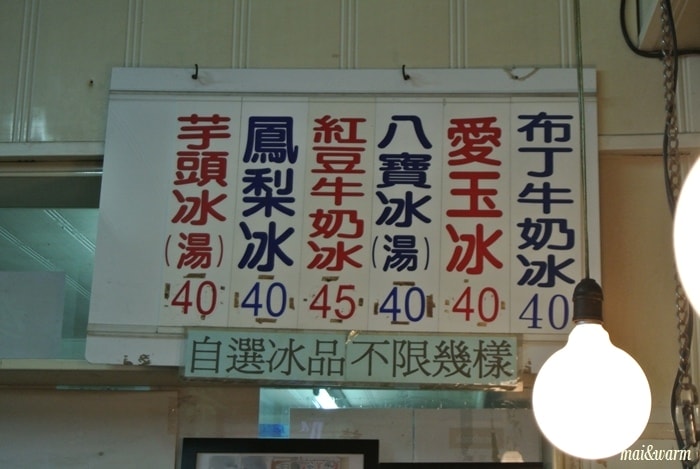 布丁牛奶冰 40
愛玉冰 40
八寶冰(湯) 40
紅豆牛奶冰 45
鳳梨冰 40
芋頭冰(湯) 40
自選冰品不限幾樣
mai&warm